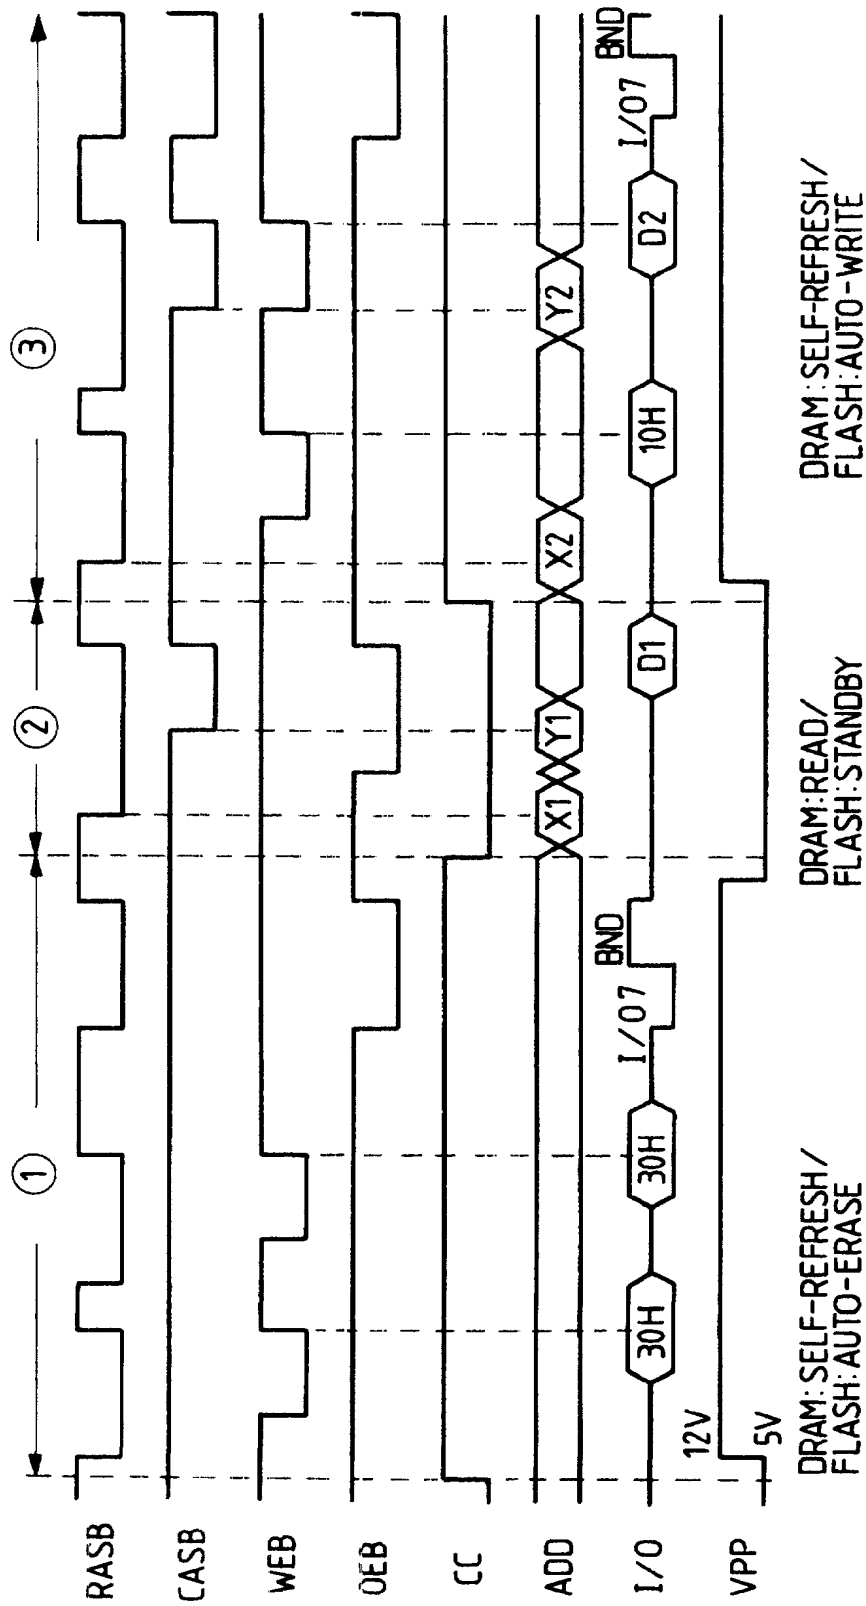 ① ② ③
RASB
CASB
WEB
OEB
CC
ADD X1 Y1 X2 Y2
I/O 30H 30H I/O7 BND D1 10H D2 I/O7 BND
VPP 12V 5V
DRAM:SELF-REFRESH/
FLASH:AUTO-ERASE
DRAM:READ/
FLASH:STANDBY
DRAM:SELF-REFRESH/
FLASH:AUTO-WRITE